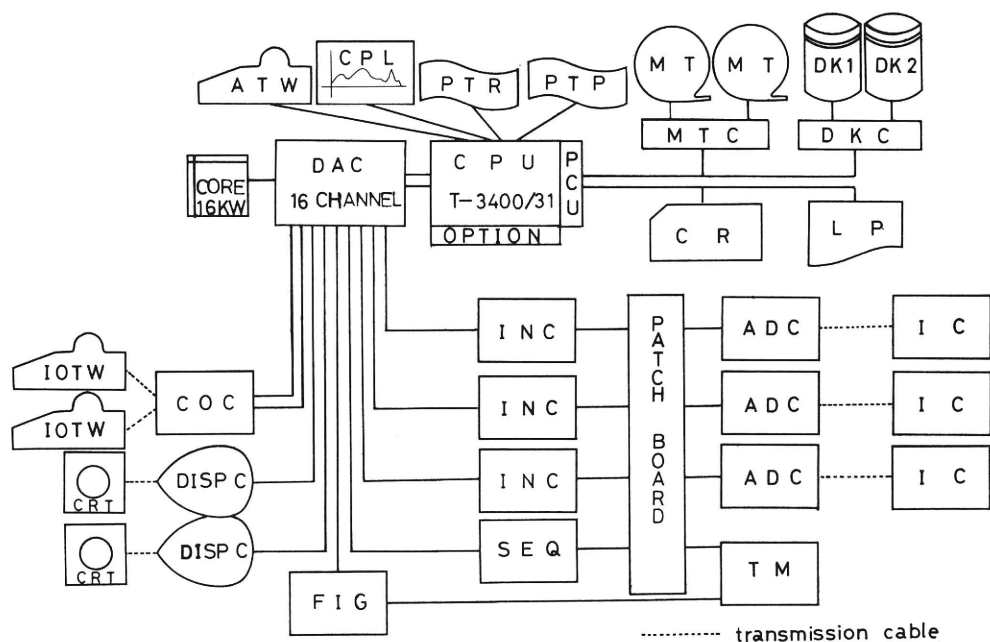 ATW
CPL
PTR
PTP
MT
MT
DK1
DK2
MTC
DKC
CORE
16KW
DAC
16 CHANNEL
CPU
T-3400/31
PCU
OPTION
CR
LP
INC
PATCH BOARD
ADC
IC
IOTW
IOTW
COC
INC
ADC
IC
CRT
DISPC
INC
ADC
IC
CRT
DISPC
SEQ
TM
FIG
transmission cable